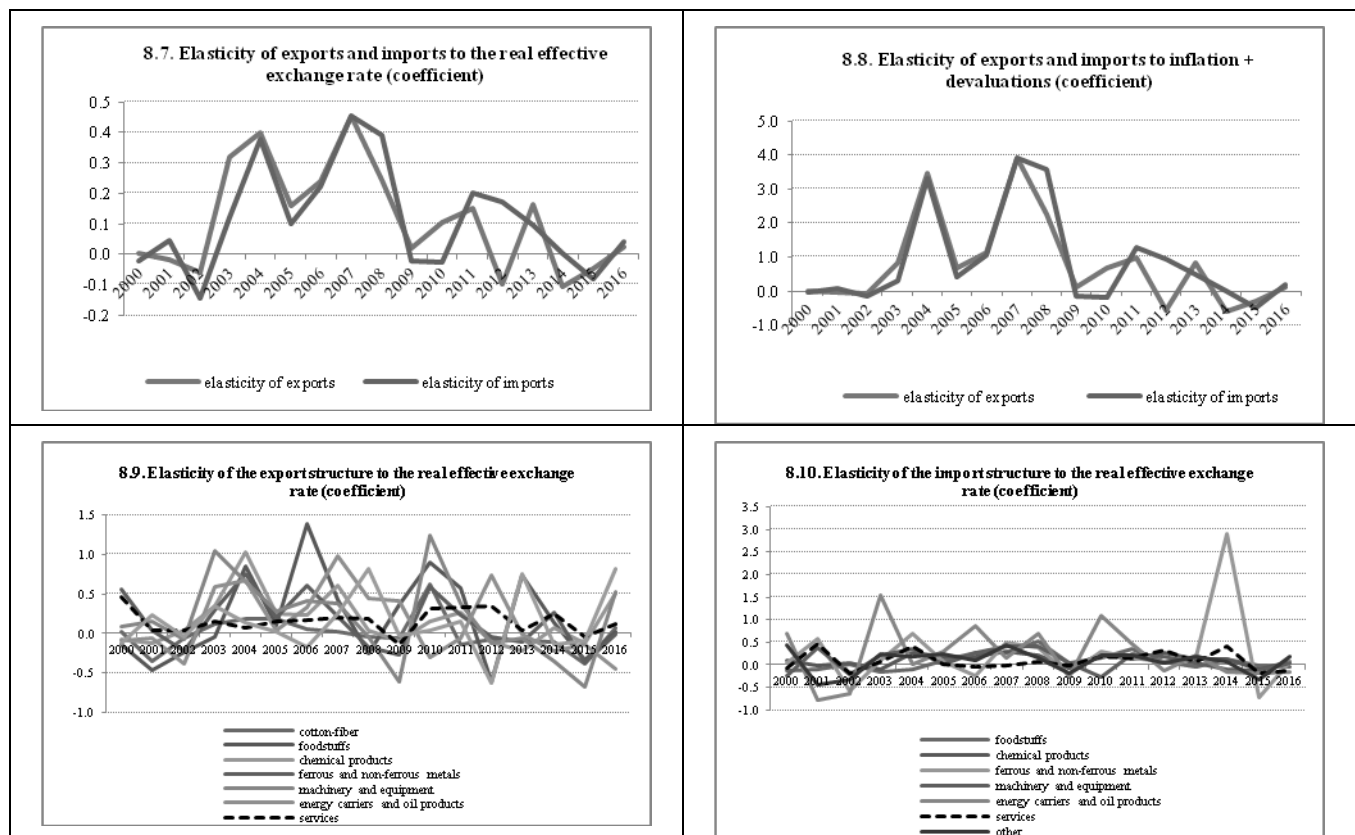 8.7. Elasticity of exports and imports to the real effective
exchange rate (coefficient)
0.5
0.4
0.3
0.2
0.1
0.0
-0.1
-0.2
2000 2001 2002 2003 2004 2005 2006 2007 2008 2009 2010 2011 2012 2013 2014 2015 2016
elasticity of exports elasticity of imports
8.8. Elasticity of exports and imports to inflation +
devaluations (coefficient)
5.0
4.0
3.0
2.0
1.0
0.0
-1.0
2000 2001 2002 2003 2004 2005 2006 2007 2008 2009 2010 2011 2012 2013 2014 2015 2016
elasticity of exports elasticity of imports
8.9. Elasticity of the export structure to the real effective exchange
rate (coefficient)
1.5
1.0
0.5
0.0
-0.5
-1.0
2000 2001 2002 2003 2004 2005 2006 2007 2008 2009 2010 2011 2012 2013 2014 2015 2016
cotton-fiber
foodstuffs
chemical products
ferrous and non-ferrous metals
machinery and equipment
energy carriers and oil products
services
8.10. Elasticity of the import structure to the real effective exchange
rate (coefficient)
3.5
3.0
2.5
2.0
1.5
1.0
0.5
0.0
-0.5
-1.0
2000 2001 2002 2003 2004 2005 2006 2007 2008 2009 2010 2011 2012 2013 2014 2015 2016
foodstuffs
chemical products
ferrous and non-ferrous metals
machinery and equipment
energy carriers and oil products
services
other